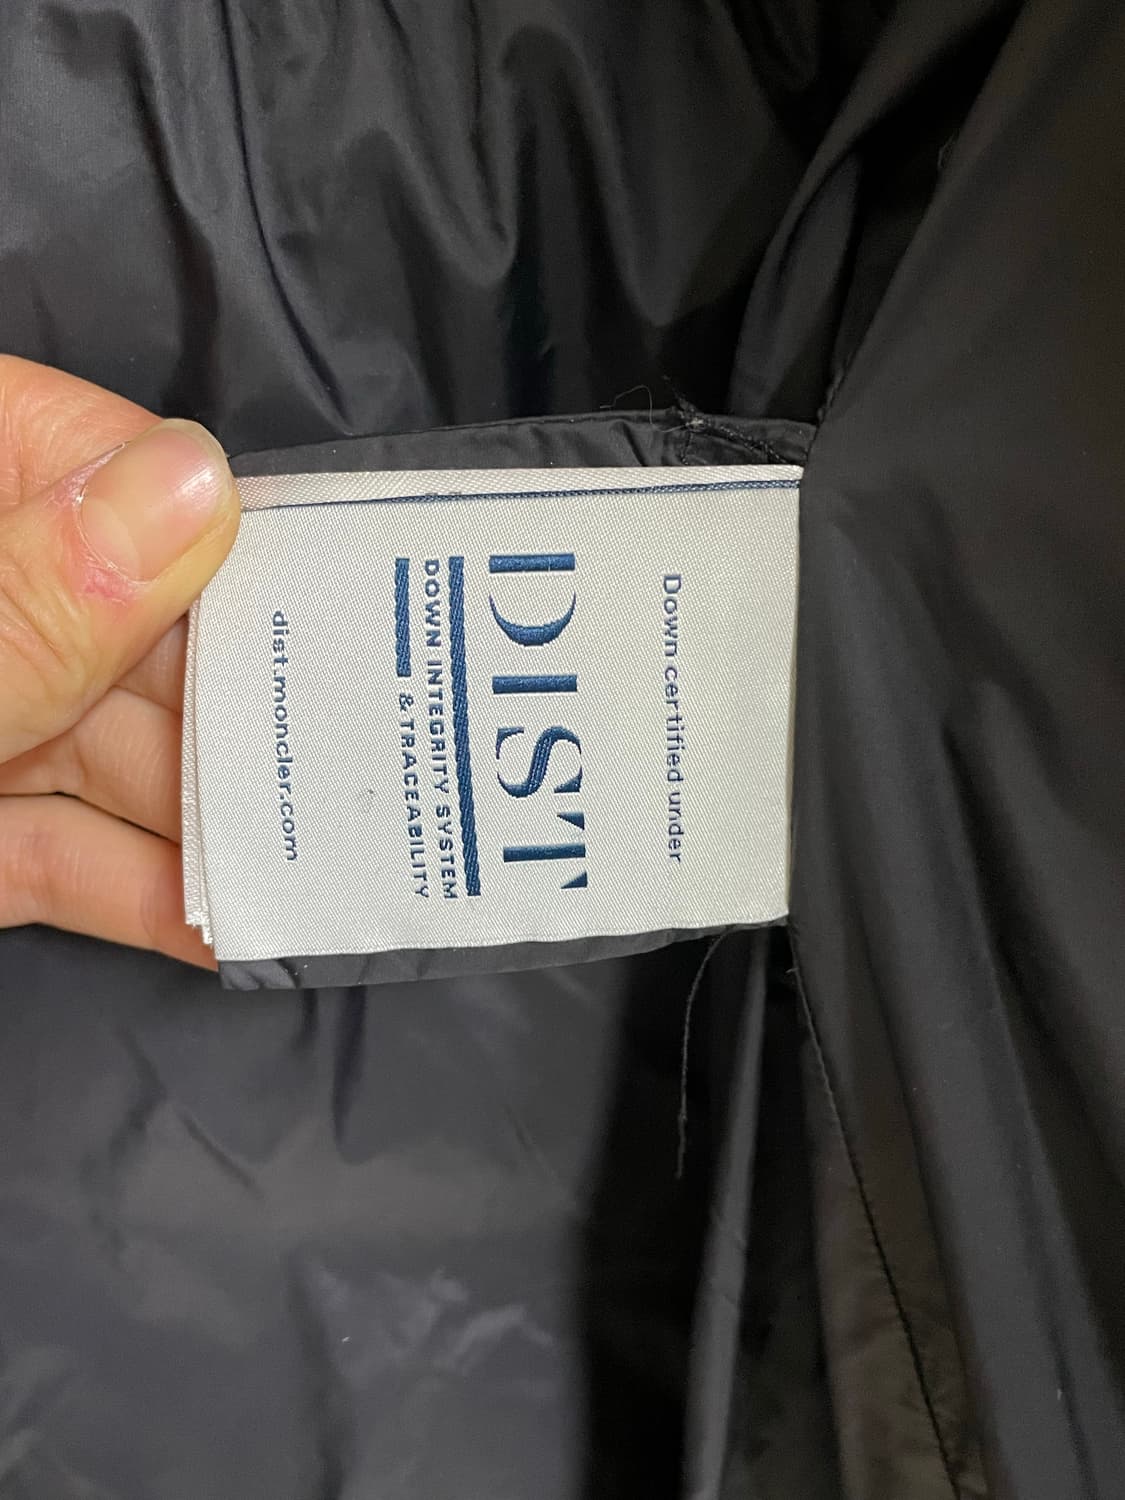 Down certified under
DIST
DOWN INTEGRITY SYSTEM
& TRACEABILITY
dist.moncler.com